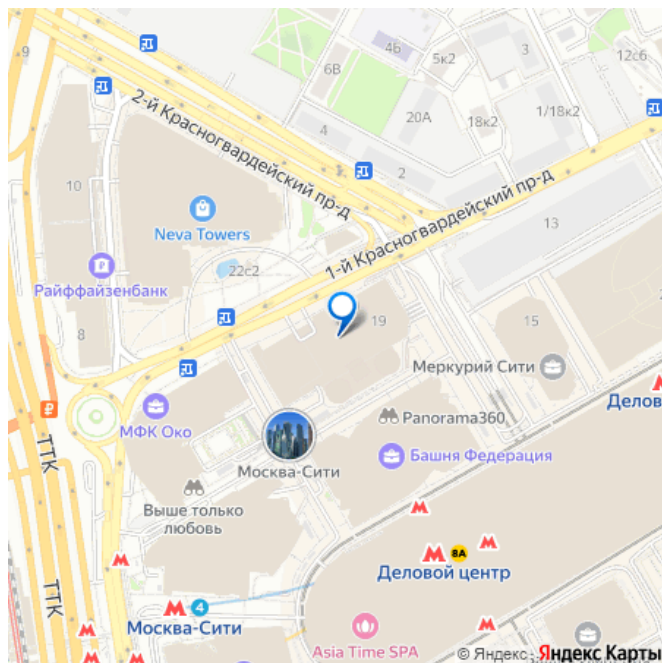 9
4Б
5к2
3
12с6
6В
20А
18к2
1/18к2
4
2
2-й Красногвардейский пр-д
10
Neva Towers
1-й Красногвардейский пр-д
13
22с2
Райффайзенбанк
8
19
15
Меркурий Сити
Делов
МФК Око
Panorama360
ТТК
Башня Федерация
Москва-Сити
Выше только
любовь
8А
Деловой центр
ТТК
4
Москва-Сити
Asia Time SPA
© Яндекс Яндекс Карты